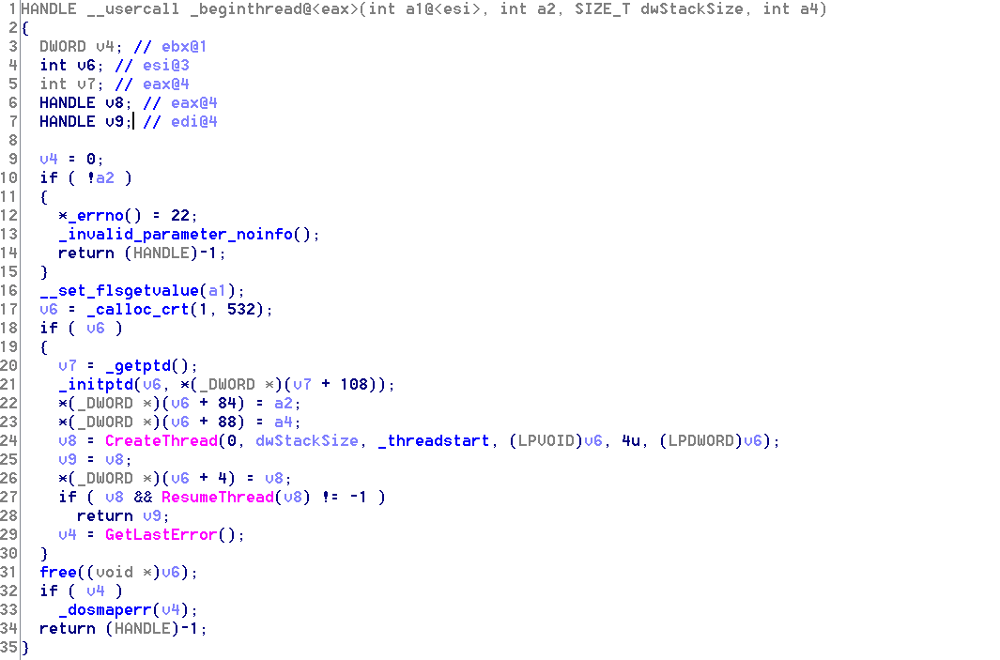 1 HANDLE __usercall _beginthread@<eax>(int a1@<esi>, int a2, SIZE_T dwStackSize, int a4)
2 {
3 DWORD v4; // ebx@1
4 int v6; // esi@3
5 int v7; // eax@4
6 HANDLE v8; // eax@4
7 HANDLE v9; // edi@4
8
9 v4 = 0;
10 if ( !a2 )
11 {
12 *_errno() = 22;
13 _invalid_parameter_noinfo();
14 return (HANDLE)-1;
15 }
16 __set_flsgetvalue(a1);
17 v6 = _calloc_crt(1, 532);
18 if ( v6 )
19 {
20 v7 = _getptd();
21 _initptd(v6, *(_DWORD *)(v7 + 108));
22 *(_DWORD *)(v6 + 84) = a2;
23 *(_DWORD *)(v6 + 88) = a4;
24 v8 = CreateThread(0, dwStackSize, _threadstart, (LPVOID)v6, 4u, (LPDWORD)v6);
25 v9 = v8;
26 *(_DWORD *)(v6 + 4) = v8;
27 if ( v8 && ResumeThread(v8) != -1 )
28 return v9;
29 v4 = GetLastError();
30 }
31 free((void *)v6);
32 if ( v4 )
33 _dosmaperr(v4);
34 return (HANDLE)-1;
35 }